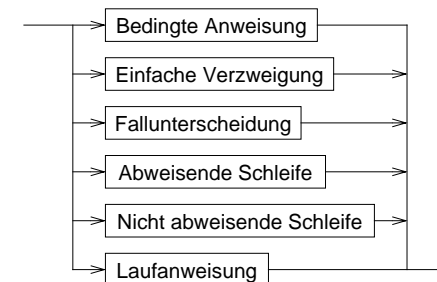 Bedingte Anweisung
Einfache Verzweigung
Fallunterscheidung
Abweisende Schleife
Nicht abweisende Schleife
Laufanweisung